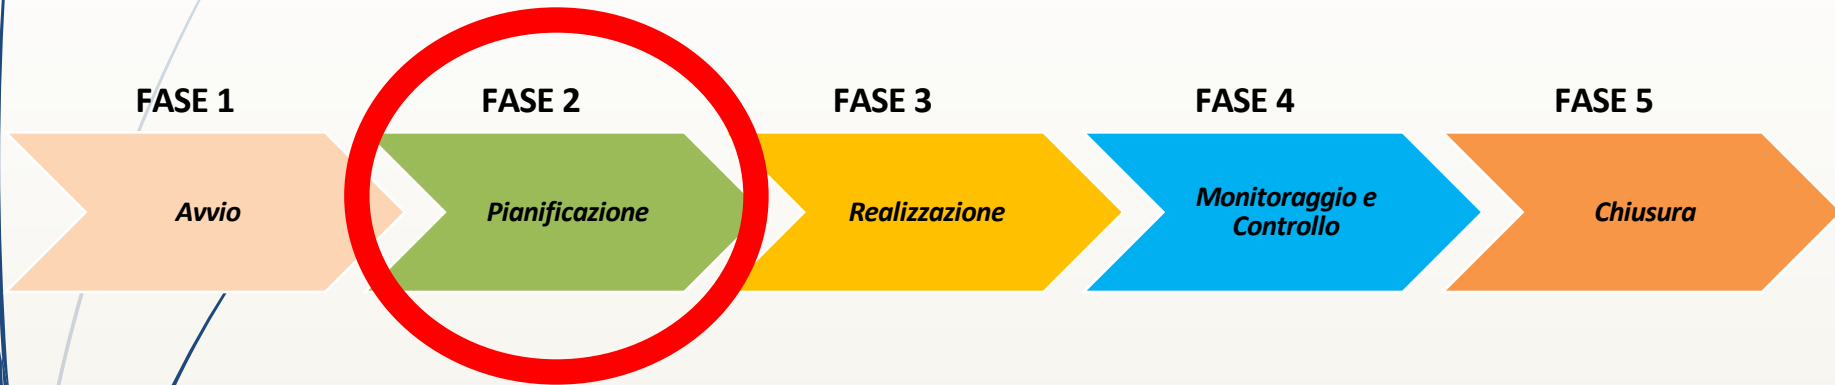 FASE 1
FASE 2
FASE 3
FASE 4
FASE 5
Avvio
Pianificazione
Realizzazione
Monitoraggio e
Controllo
Chiusura